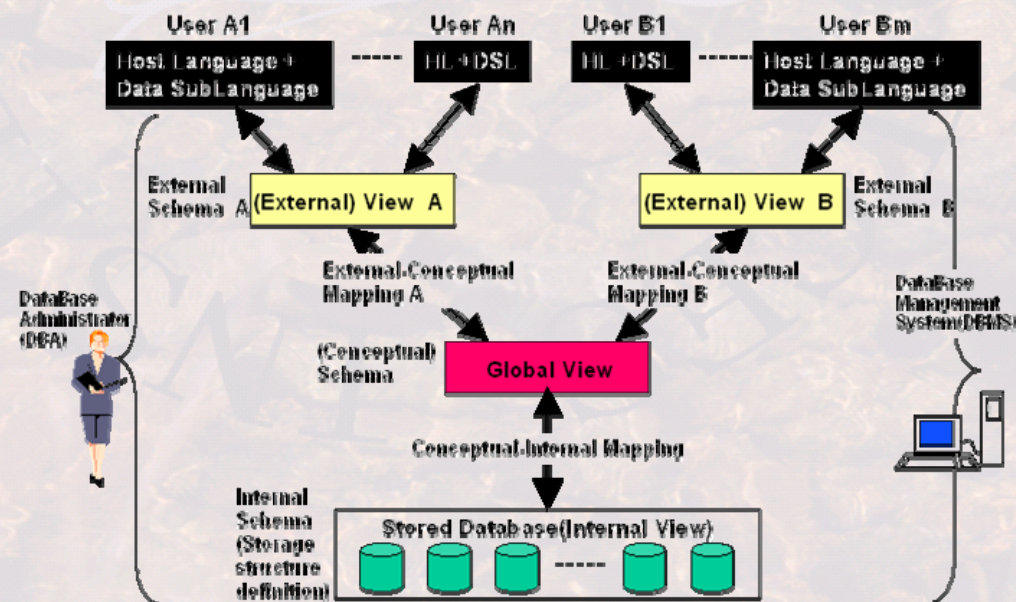 User A1
User An
User B1
User Bm
Host Language +
Data SubLanguage
HL +DSL
HL +DSL
Host Language +
Data SubLanguage
External
Schema A
(External) View A
(External) View B
External
Schema B
External-Conceptual
Mapping A
External-Conceptual
Mapping B
DataBase
Administrator
(DBA)
DataBase
Management
System(DBMS)
(Conceptual)
Schema
Global View
Conceptual-Internal Mapping
Internal
Schema
(Storage
structure
definition)
Stored Database(Internal View)